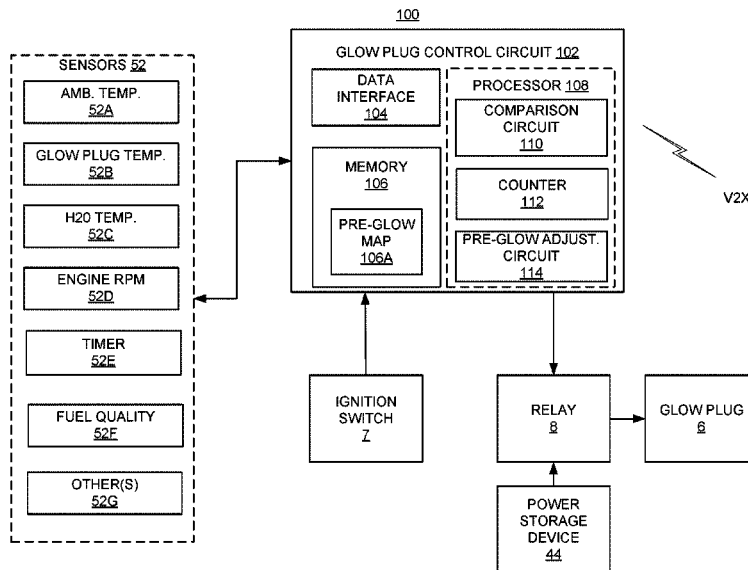 100
GLOW PLUG CONTROL CIRCUIT 102
DATA
INTERFACE
104
MEMORY
106
PRE-GLOW
MAP
106A
PROCESSOR 108
COMPARISON
CIRCUIT
110
COUNTER
112
PRE-GLOW ADJUST.
CIRCUIT
114
SENSORS 52
AMB. TEMP.
52A
GLOW PLUG TEMP.
52B
H20 TEMP.
52C
ENGINE RPM
52D
TIMER
52E
FUEL QUALITY
52F
OTHER(S)
52G
V2X
IGNITION
SWITCH
7
RELAY
8
GLOW PLUG
6
POWER
STORAGE
DEVICE
44